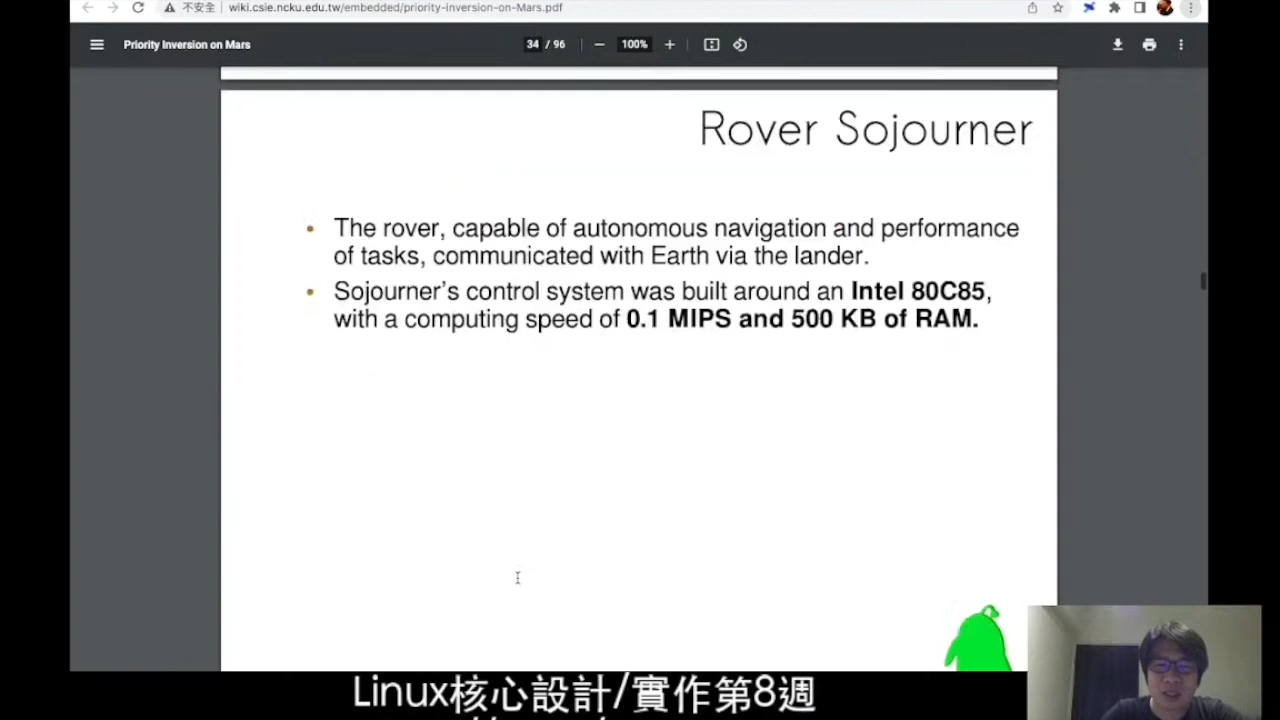 不安全 wiki.csie.ncku.edu.tw/embedded/priority-inversion-on-Mars.pdf
Priority Inversion on Mars
34 / 96
100%
Rover Sojourner
• The rover, capable of autonomous navigation and performance
of tasks, communicated with Earth via the lander.
• Sojourner's control system was built around an Intel 80C85,
with a computing speed of 0.1 MIPS and 500 KB of RAM.
Linux核心設計/實作第8週